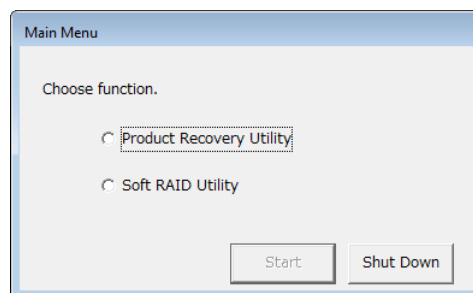 Main Menu
Choose function.
Product Recovery Utility
Soft RAID Utility
Start
Shut Down